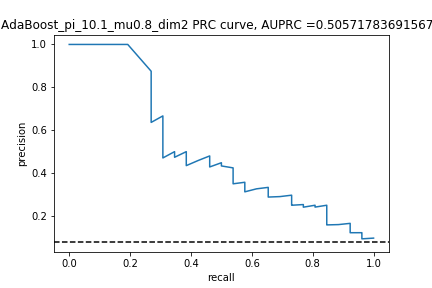 AdaBoost_pi_10.1_mu0.8_dim2 PRC curve, AUPRC =0.50571783691567
1.0
0.8
0.6
0.4
0.2
precision
0.0 0.2 0.4 0.6 0.8 1.0
recall